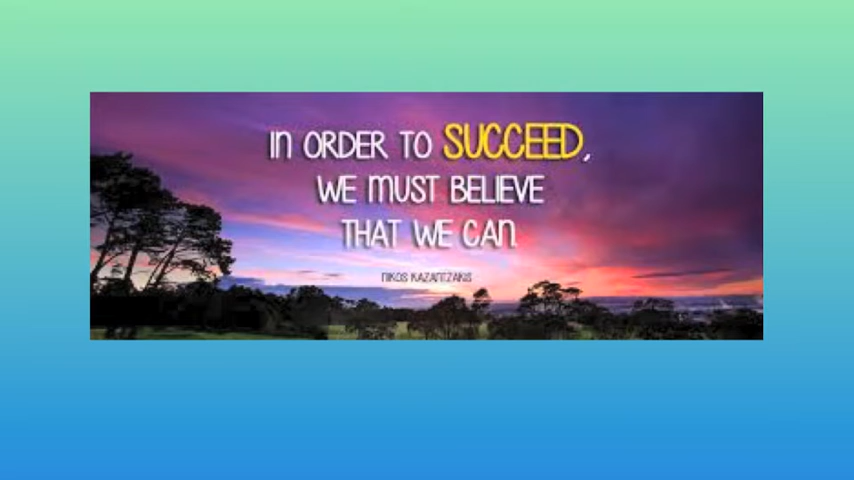 IN ORDER TO SUCCEED,
WE MUST BELIEVE
THAT WE CAN.
NIKOS KAZANTZAKIS